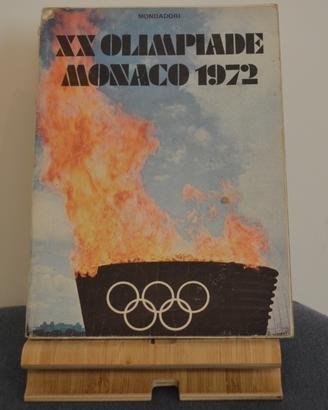 MONDADORI
XX OLIMPIADE
MONACO 1972